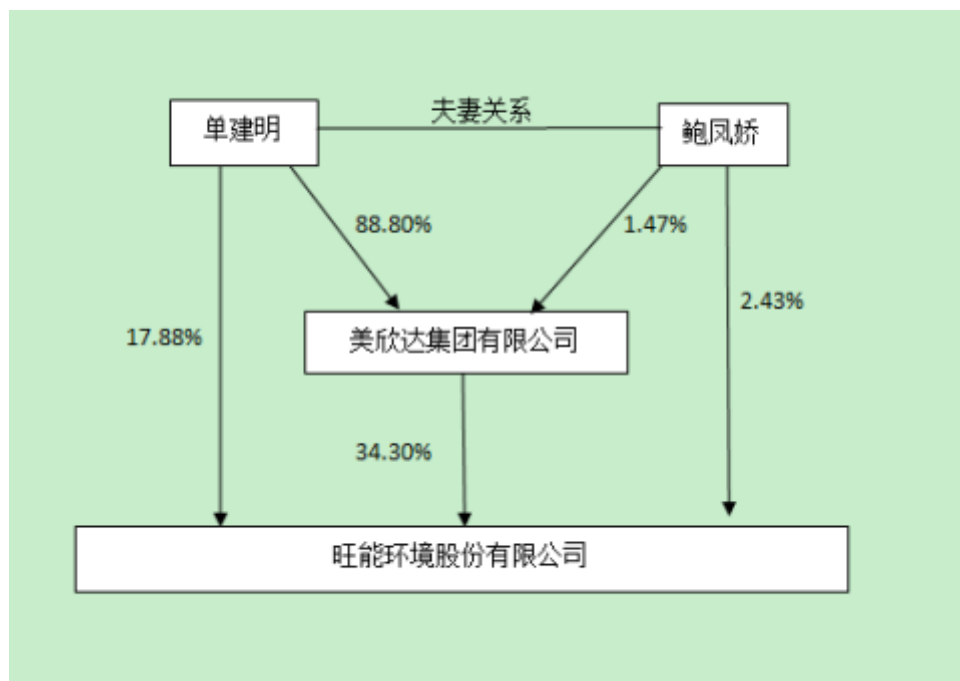 夫妻关系
单建明
鲍凤娇
88.80%
1.47%
2.43%
17.88%
美欣达集团有限公司
34.30%
旺能环境股份有限公司